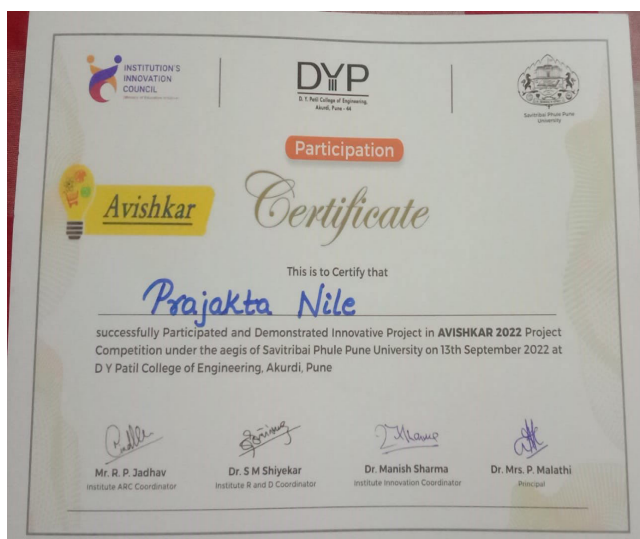 INSTITUTION'S
INNOVATION
COUNCIL
DYP
D. Y. Patil College of Engineering,
Akurdi, Pune - 44
Savitribai Phule Pune
University
Participation
Avishkar
Certificate
This is to Certify that
Prajakta Nile
successfully Participated and Demonstrated Innovative Project in AVISHKAR 2022 Project
Competition under the aegis of Savitribai Phule Pune University on 13th September 2022 at
D Y Patil College of Engineering, Akurdi, Pune
Mr. R. P. Jadhav
Dr. S M Shiyekar
Dr. Manish Sharma
Dr. Mrs. P. Malathi
Institute ARC Coordinator
Institute R and D Coordinator
Institute Innovation Coordinator
Principal